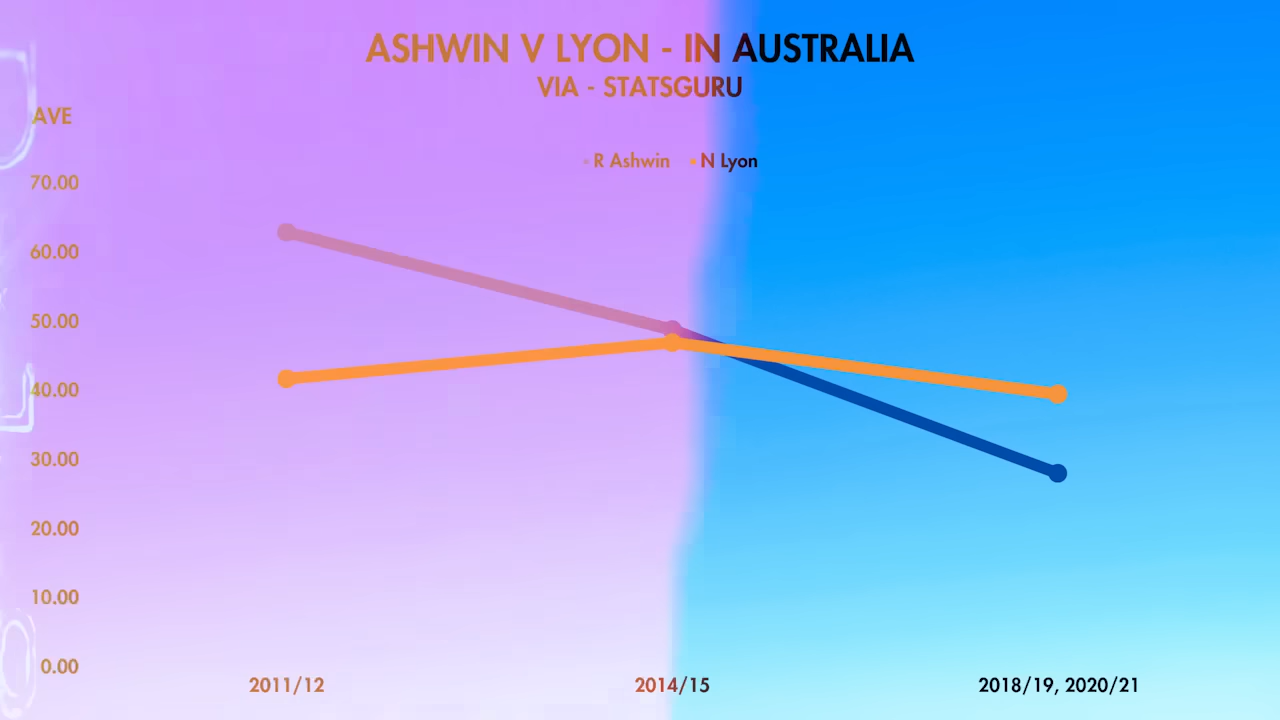 ASHWIN V LYON - IN AUSTRALIA
VIA - STATSGURU
AVE
R Ashwin N Lyon
70.00
60.00
50.00
40.00
30.00
20.00
10.00
0.00
2011/12 2014/15 2018/19, 2020/21